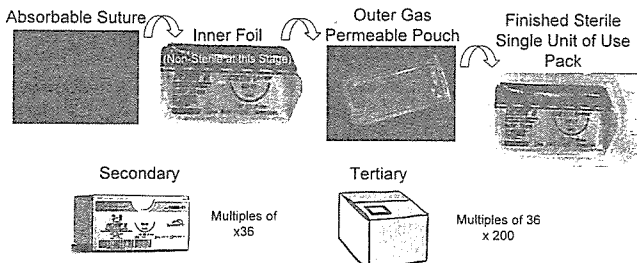 Absorbable Suture
Inner Foil
(Non-Sterile at this Stage)
Outer Gas
Permeable Pouch
Finished Sterile
Single Unit of Use
Pack
Secondary
Multiples of
x36
Tertiary
Multiples of 36
x 200